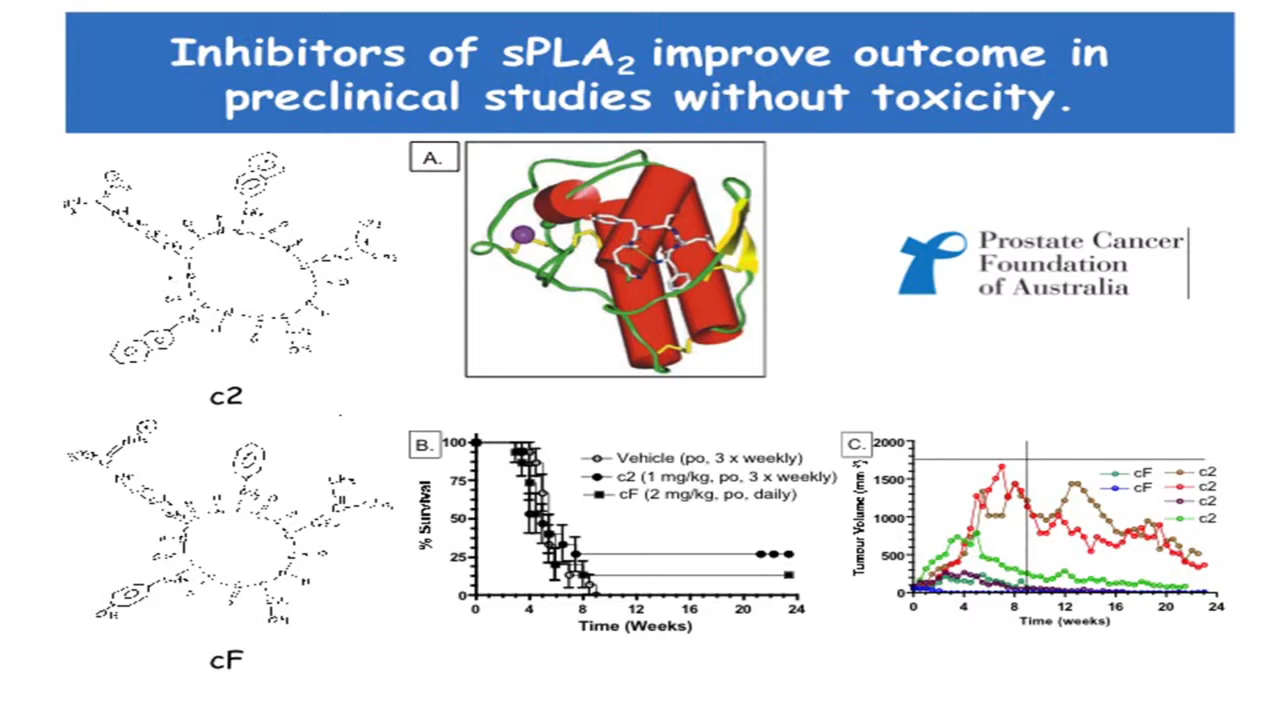 Inhibitors of sPLA2 improve outcome in
preclinical studies without toxicity.
A.
Prostate Cancer
Foundation
of Australia
c2
cF
B.
% Survival
100
75
50
25
0
Vehicle (po, 3 x weekly)
c2 (1 mg/kg, po, 3 x weekly)
cF (2 mg/kg, po, daily)
0 4 8 12 16 20 24
Time (Weeks)
C.
Tumour Volume (mm³)
2000
1500
1000
500
0
cF
cF
c2
c2
c2
c2
0 4 8 12 16 20 24
Time (weeks)